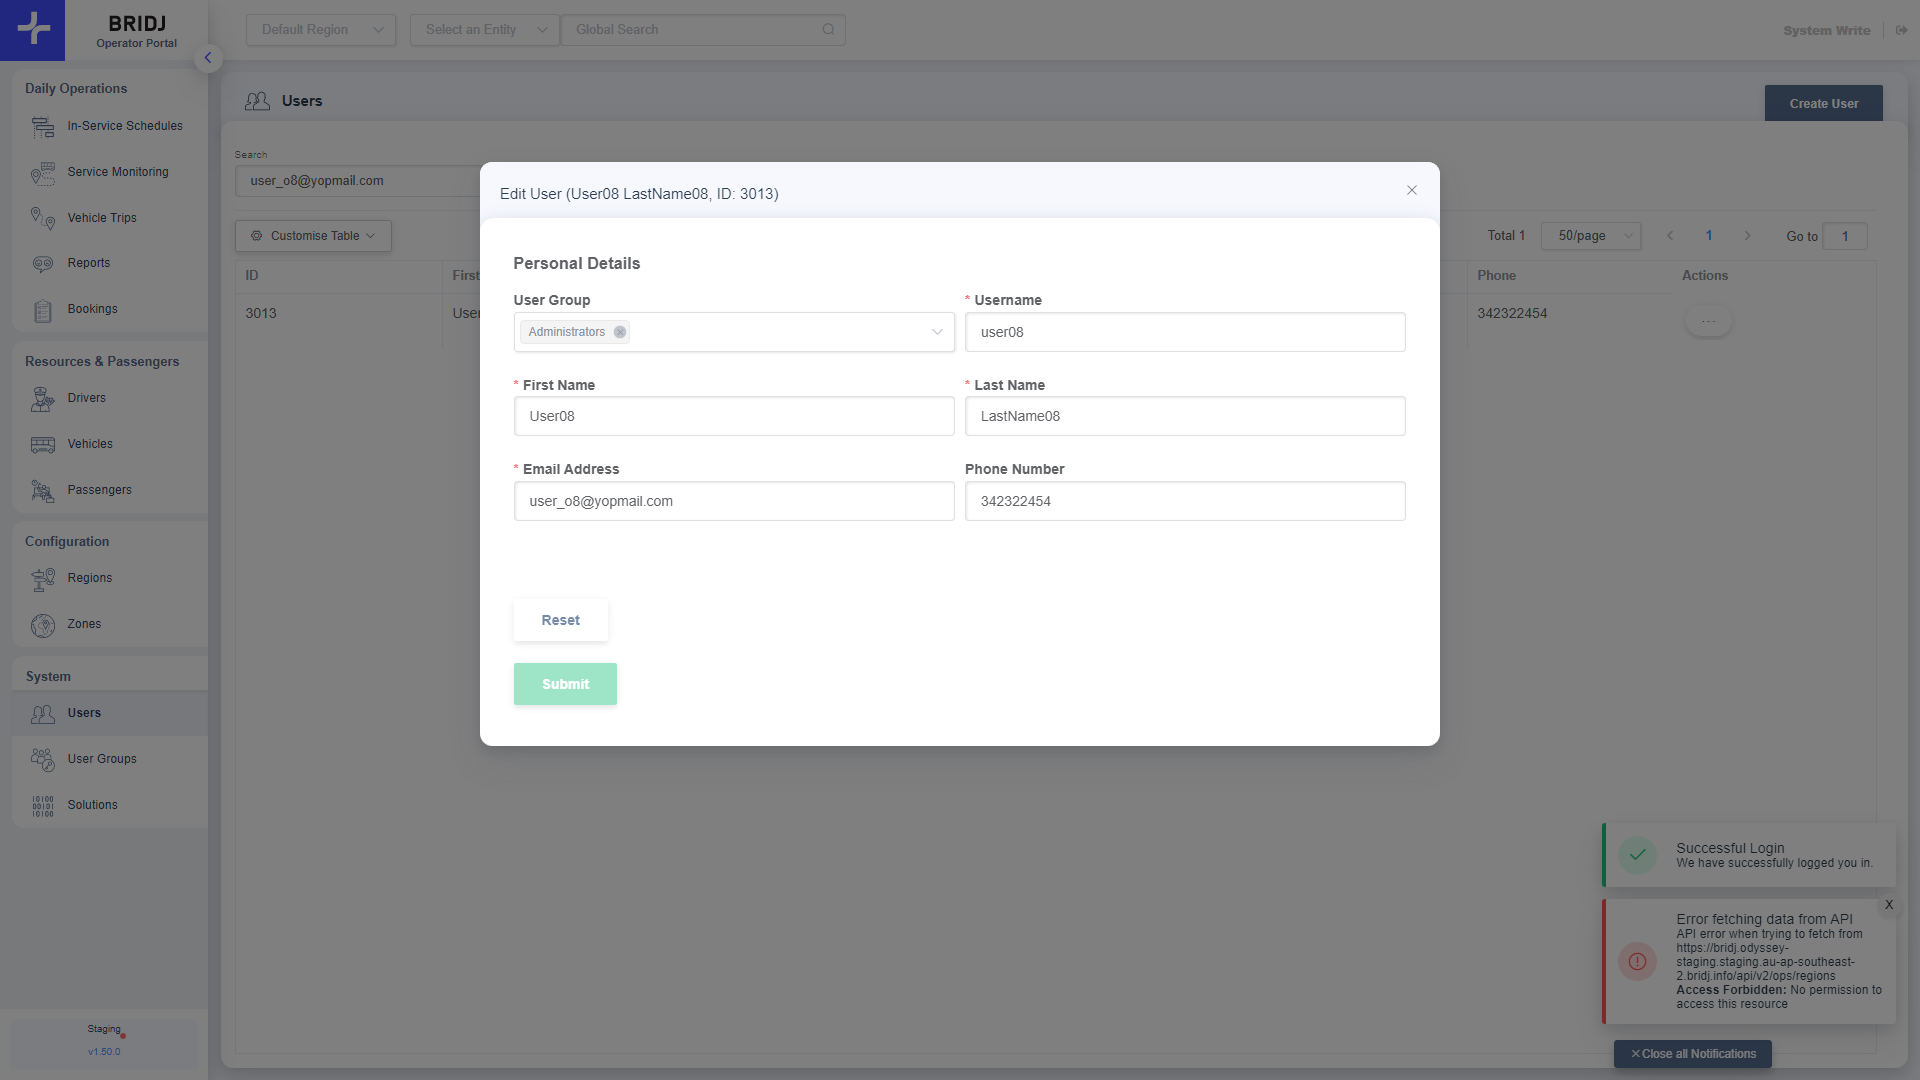 BRIDJ
Operator Portal
Default Region
Select an Entity
Global Search
System Write
Daily Operations
In-Service Schedules
Service Monitoring
Vehicle Trips
Reports
Bookings
Resources & Passengers
Drivers
Vehicles
Passengers
Configuration
Regions
Zones
System
Users
User Groups
Solutions
Staging
v1.50.0
Users
Create User
Search
user_o8@yopmail.com
Customise Table
Total 1
50/page
1
Go to
1
ID
First
Phone
Actions
3013
User
342322454
...
Edit User (User08 LastName08, ID: 3013)
Personal Details
User Group
* Username
Administrators
user08
* First Name
* Last Name
User08
LastName08
* Email Address
Phone Number
user_o8@yopmail.com
342322454
Reset
Submit
Successful Login
We have successfully logged you in.
X
Error fetching data from API
API error when trying to fetch from
https://bridj.odyssey-
staging.staging.au-ap-southeast-
2.bridj.info/api/v2/ops/regions
Access Forbidden: No permission to
access this resource
×Close all Notifications